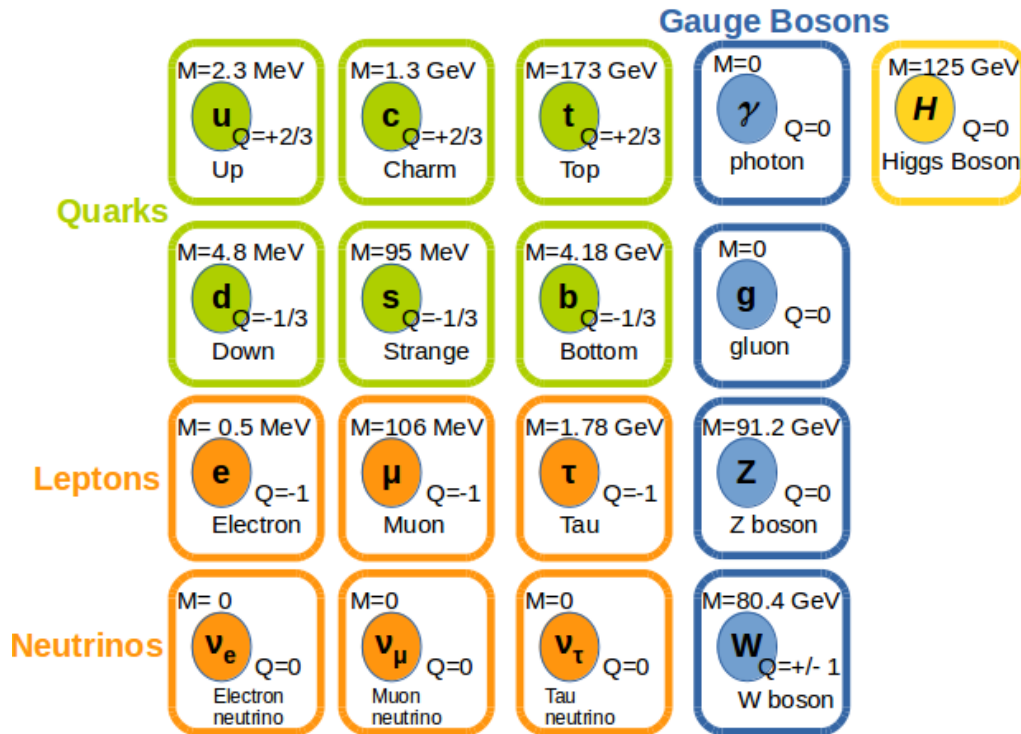 Gauge Bosons
M=2.3 MeV
u
Q=+2/3
Up
M=1.3 GeV
c
Q=+2/3
Charm
M=173 GeV
t
Q=+2/3
Top
M=0
γ
Q=0
photon
M=125 GeV
H
Q=0
Higgs Boson
Quarks
M=4.8 MeV
d
Q=-1/3
Down
M=95 MeV
s
Q=-1/3
Strange
M=4.18 GeV
b
Q=-1/3
Bottom
M=0
g
Q=0
gluon
Leptons
M= 0.5 MeV
e
Q=-1
Electron
M=106 MeV
μ
Q=-1
Muon
M=1.78 GeV
τ
Q=-1
Tau
M=91.2 GeV
Z
Q=0
Z boson
Neutrinos
M= 0
νe
Q=0
Electron
neutrino
M=0
νμ
Q=0
Muon
neutrino
M=0
ντ
Q=0
Tau
neutrino
M=80.4 GeV
W
Q=+/- 1
W boson